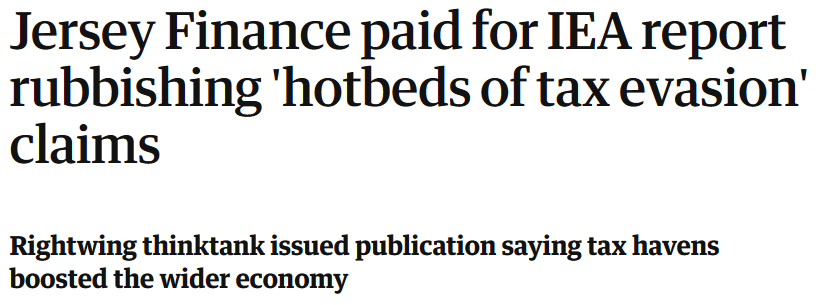 Jersey Finance paid for IEA report
rubbishing 'hotbeds of tax evasion'
claims
Rightwing thinktank issued publication saying tax havens
boosted the wider economy